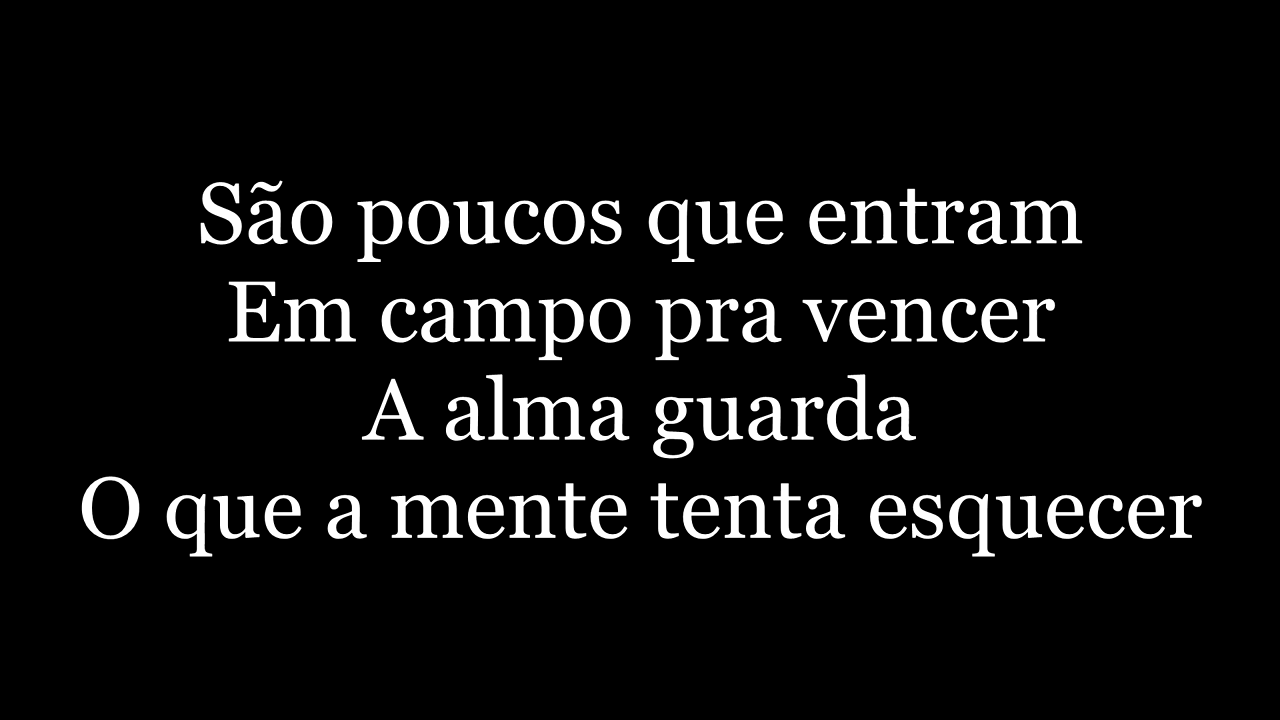 São poucos que entram
Em campo pra vencer
A alma guarda
O que a mente tenta esquecer